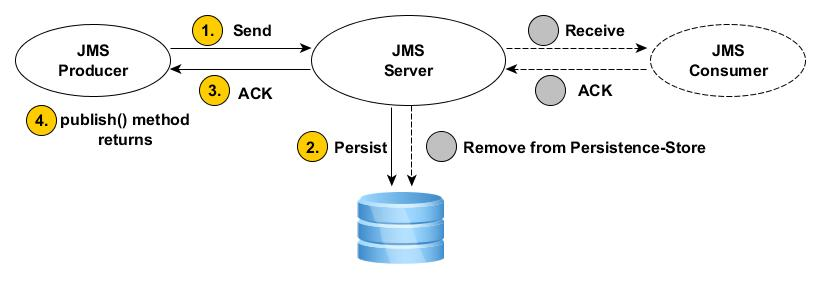 1. Send
Receive
JMS
Producer
JMS
Server
JMS
Consumer
3. ACK
ACK
4. publish() method
returns
2. Persist
Remove from Persistence-Store